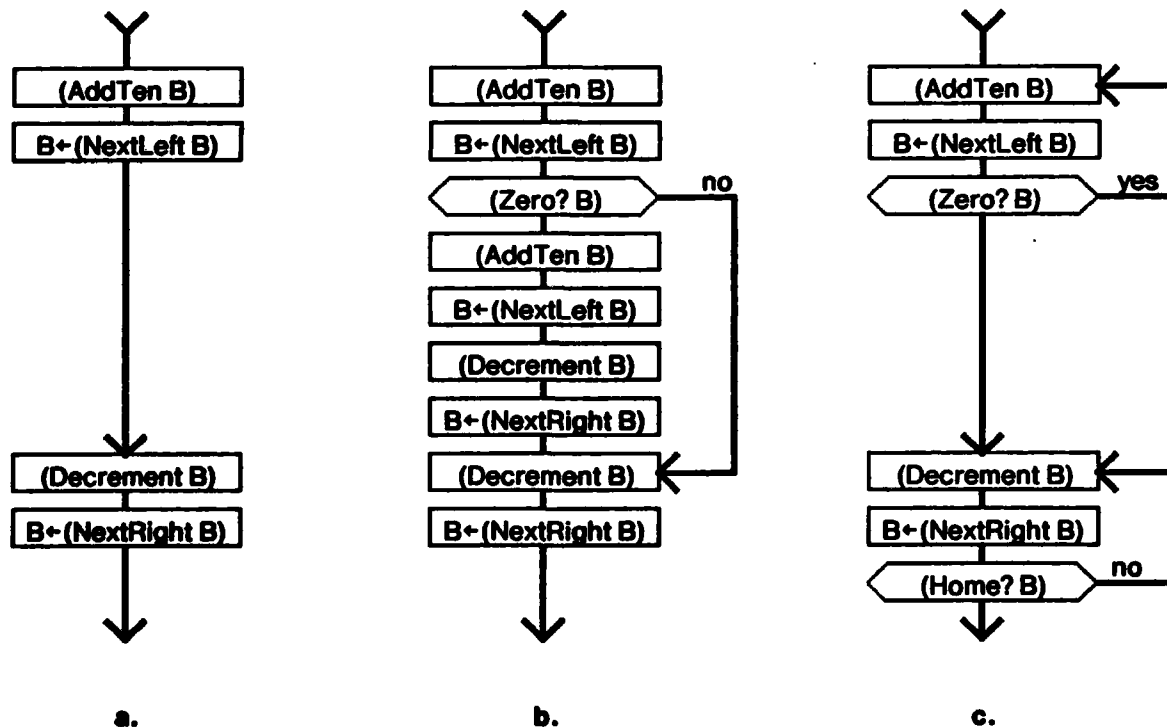 (AddTen B)
B←(NextLeft B)
(Decrement B)
B←(NextRight B)
a.
(AddTen B)
B←(NextLeft B)
(Zero? B)
no
(AddTen B)
B←(NextLeft B)
(Decrement B)
B←(NextRight B)
(Decrement B)
B←(NextRight B)
b.
(AddTen B)
B←(NextLeft B)
(Zero? B)
yes
(Decrement B)
B←(NextRight B)
(Home? B)
no
c.